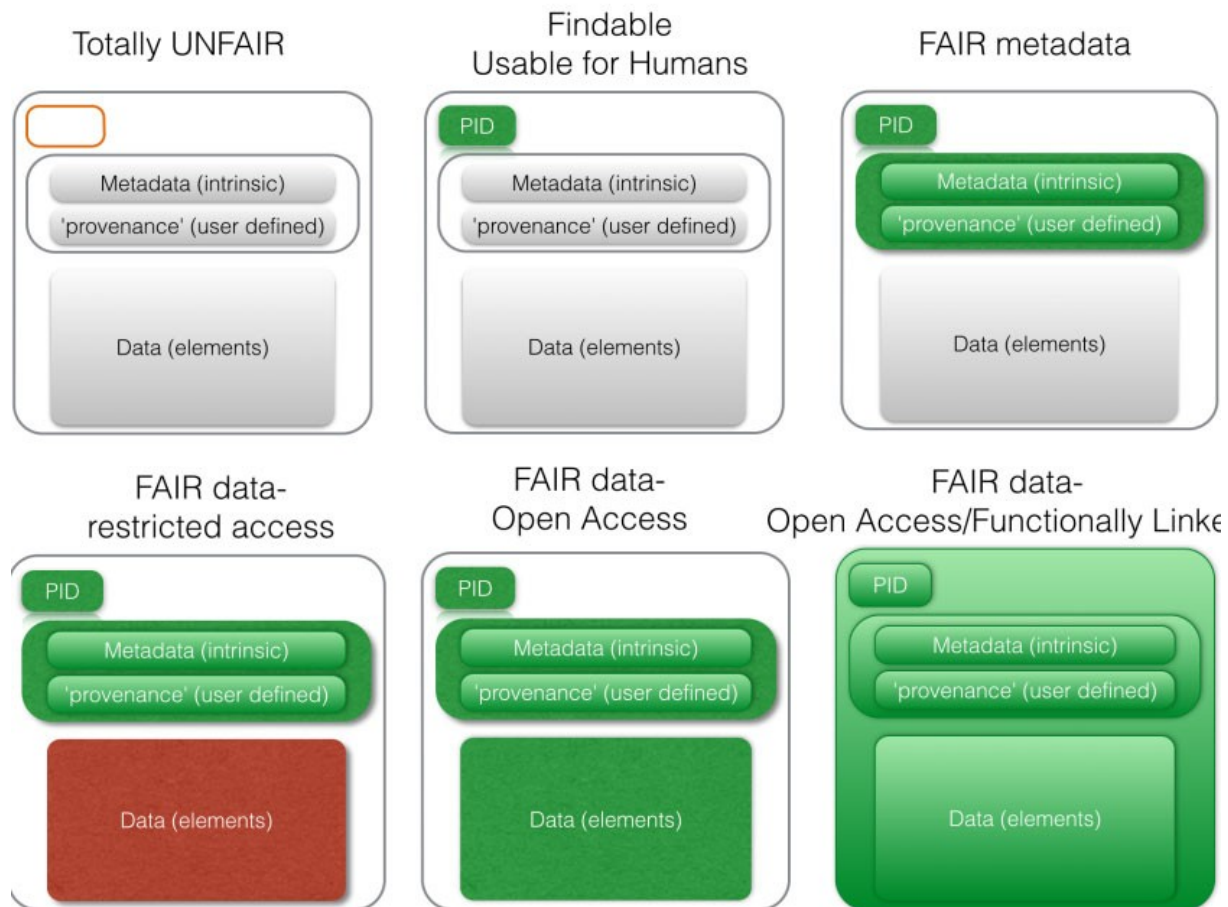 Totally UNFAIR
Findable
Usable for Humans
FAIR metadata
Metadata (intrinsic)
'provenance' (user defined)
Data (elements)
PID
Metadata (intrinsic)
'provenance' (user defined)
Data (elements)
PID
Metadata (intrinsic)
'provenance' (user defined)
Data (elements)
FAIR data-
restricted access
FAIR data-
Open Access
FAIR data-
Open Access/Functionally Linke
PID
Metadata (intrinsic)
'provenance' (user defined)
Data (elements)
PID
Metadata (intrinsic)
'provenance' (user defined)
Data (elements)
PID
Metadata (intrinsic)
'provenance' (user defined)
Data (elements)